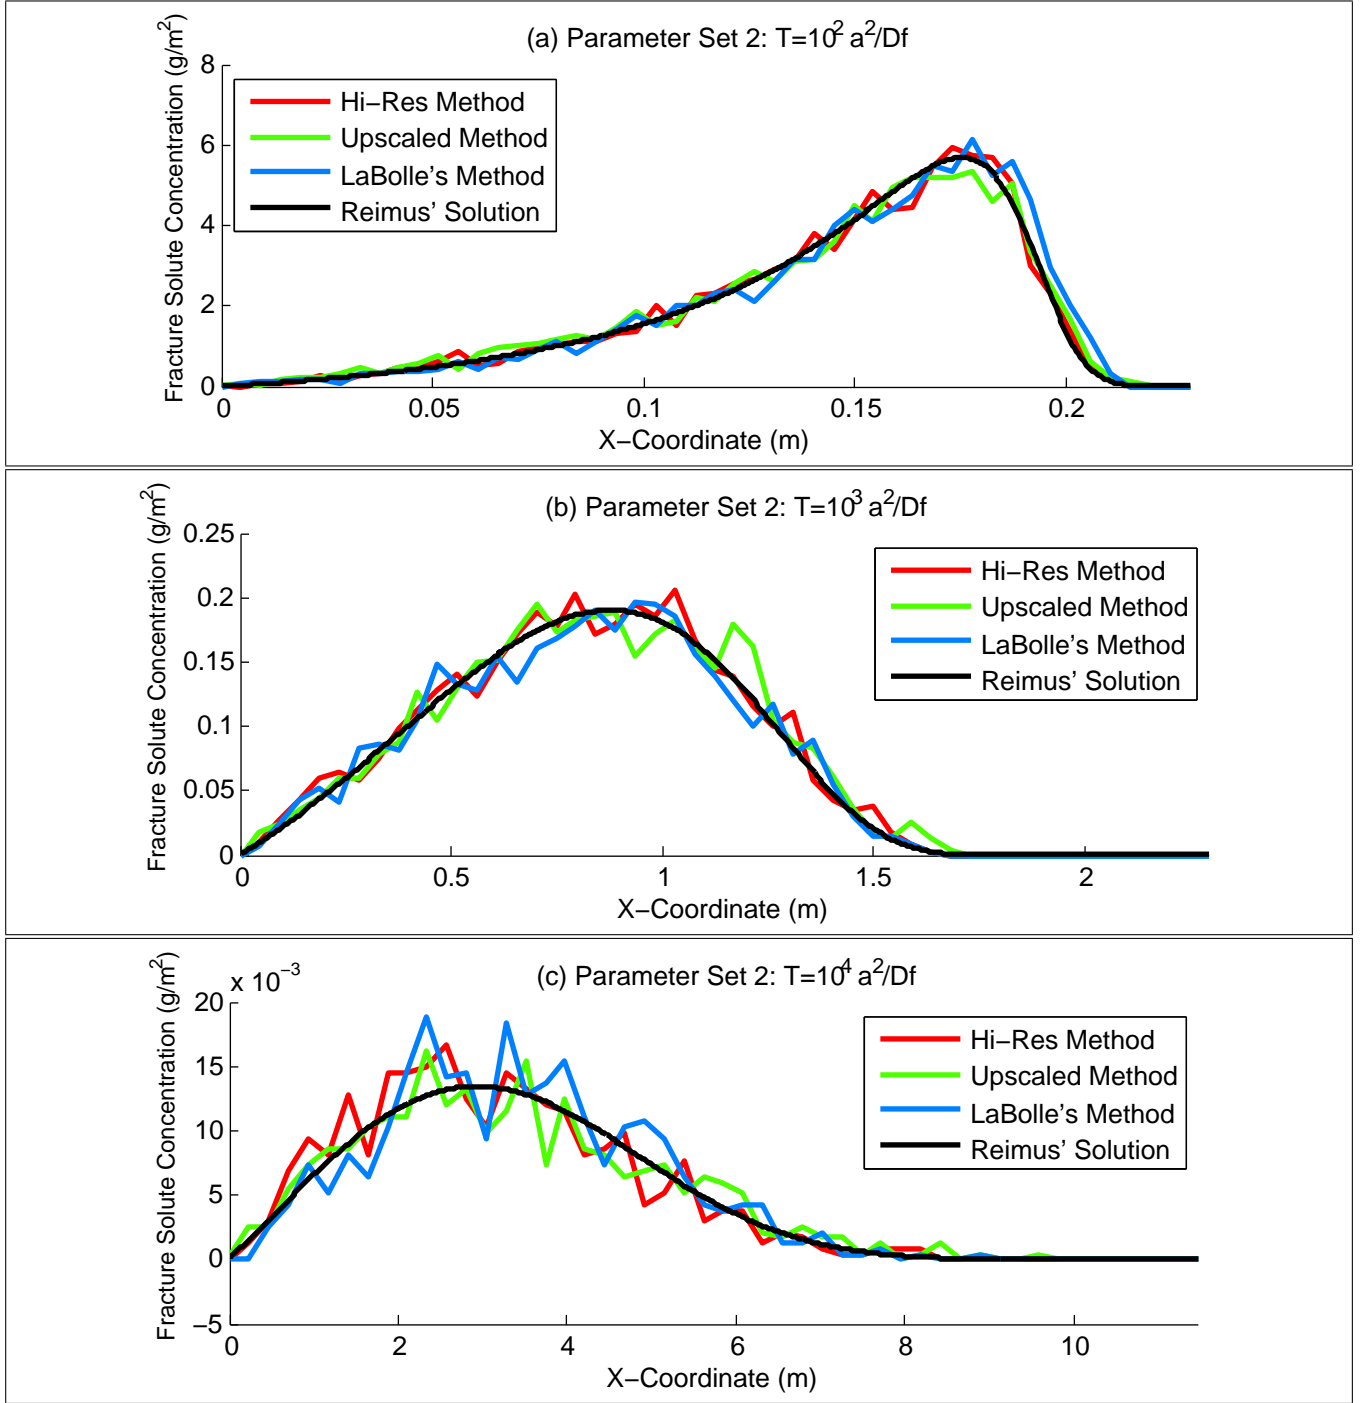 (a) Parameter Set 2: T=10² a²/Df
Fracture Solute Concentration (g/m²)
8
6
4
2
0
Hi−Res Method
Upscaled Method
LaBolle's Method
Reimus' Solution
0 0.05 0.1 0.15 0.2
X−Coordinate (m)
(b) Parameter Set 2: T=10³ a²/Df
Fracture Solute Concentration (g/m²)
0.25
0.2
0.15
0.1
0.05
0
Hi−Res Method
Upscaled Method
LaBolle's Method
Reimus' Solution
0 0.5 1 1.5 2
X−Coordinate (m)
(c) Parameter Set 2: T=10⁴ a²/Df
x 10⁻³
Fracture Solute Concentration (g/m²)
20
15
10
5
0
−5
Hi−Res Method
Upscaled Method
LaBolle's Method
Reimus' Solution
0 2 4 6 8 10
X−Coordinate (m)